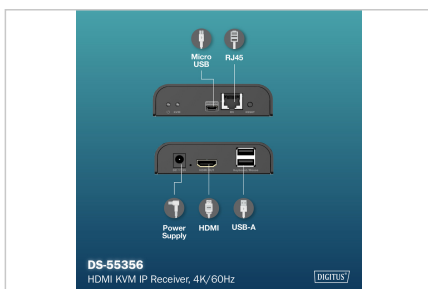 Micro
USB
RJ45
Power
Supply
HDMI
USB-A
DS-55356
HDMI KVM IP Receiver, 4K/60Hz
DIGITUS